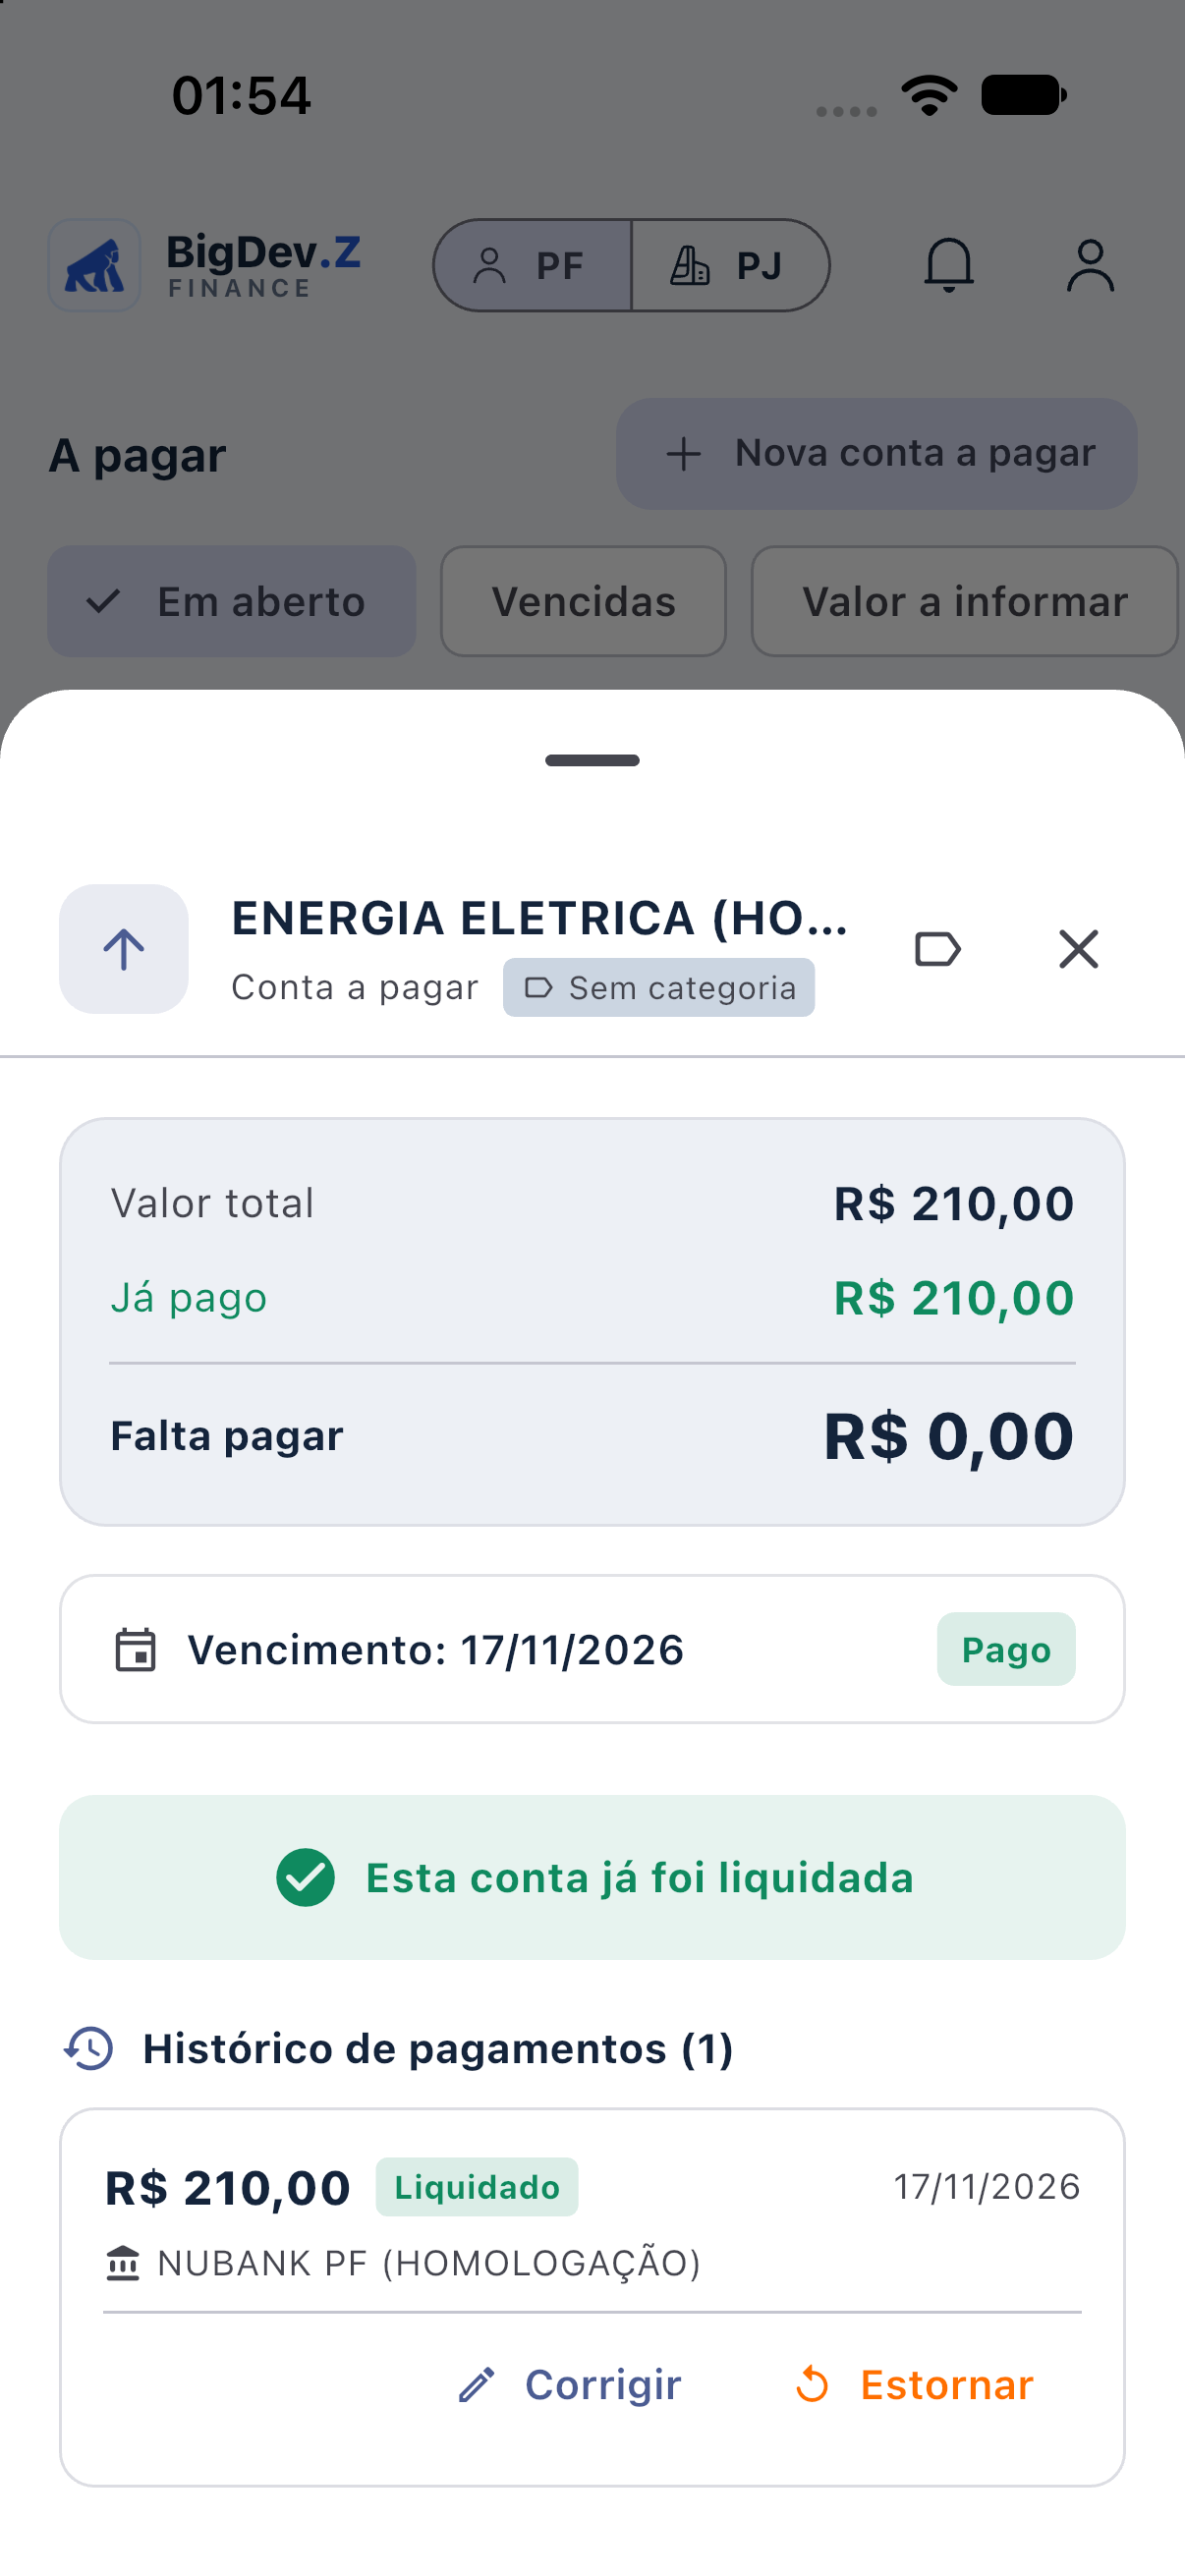 01:54
BigDev.Z
FINANCE
PF
PJ
A pagar
Nova conta a pagar
Em aberto
Vencidas
Valor a informar
ENERGIA ELETRICA (HO...
Conta a pagar
Sem categoria
Valor total
R$ 210,00
Já pago
R$ 210,00
Falta pagar
R$ 0,00
Vencimento: 17/11/2026
Pago
Esta conta já foi liquidada
Histórico de pagamentos (1)
R$ 210,00
Liquidado
17/11/2026
NUBANK PF (HOMOLOGAÇÃO)
Corrigir
Estornar